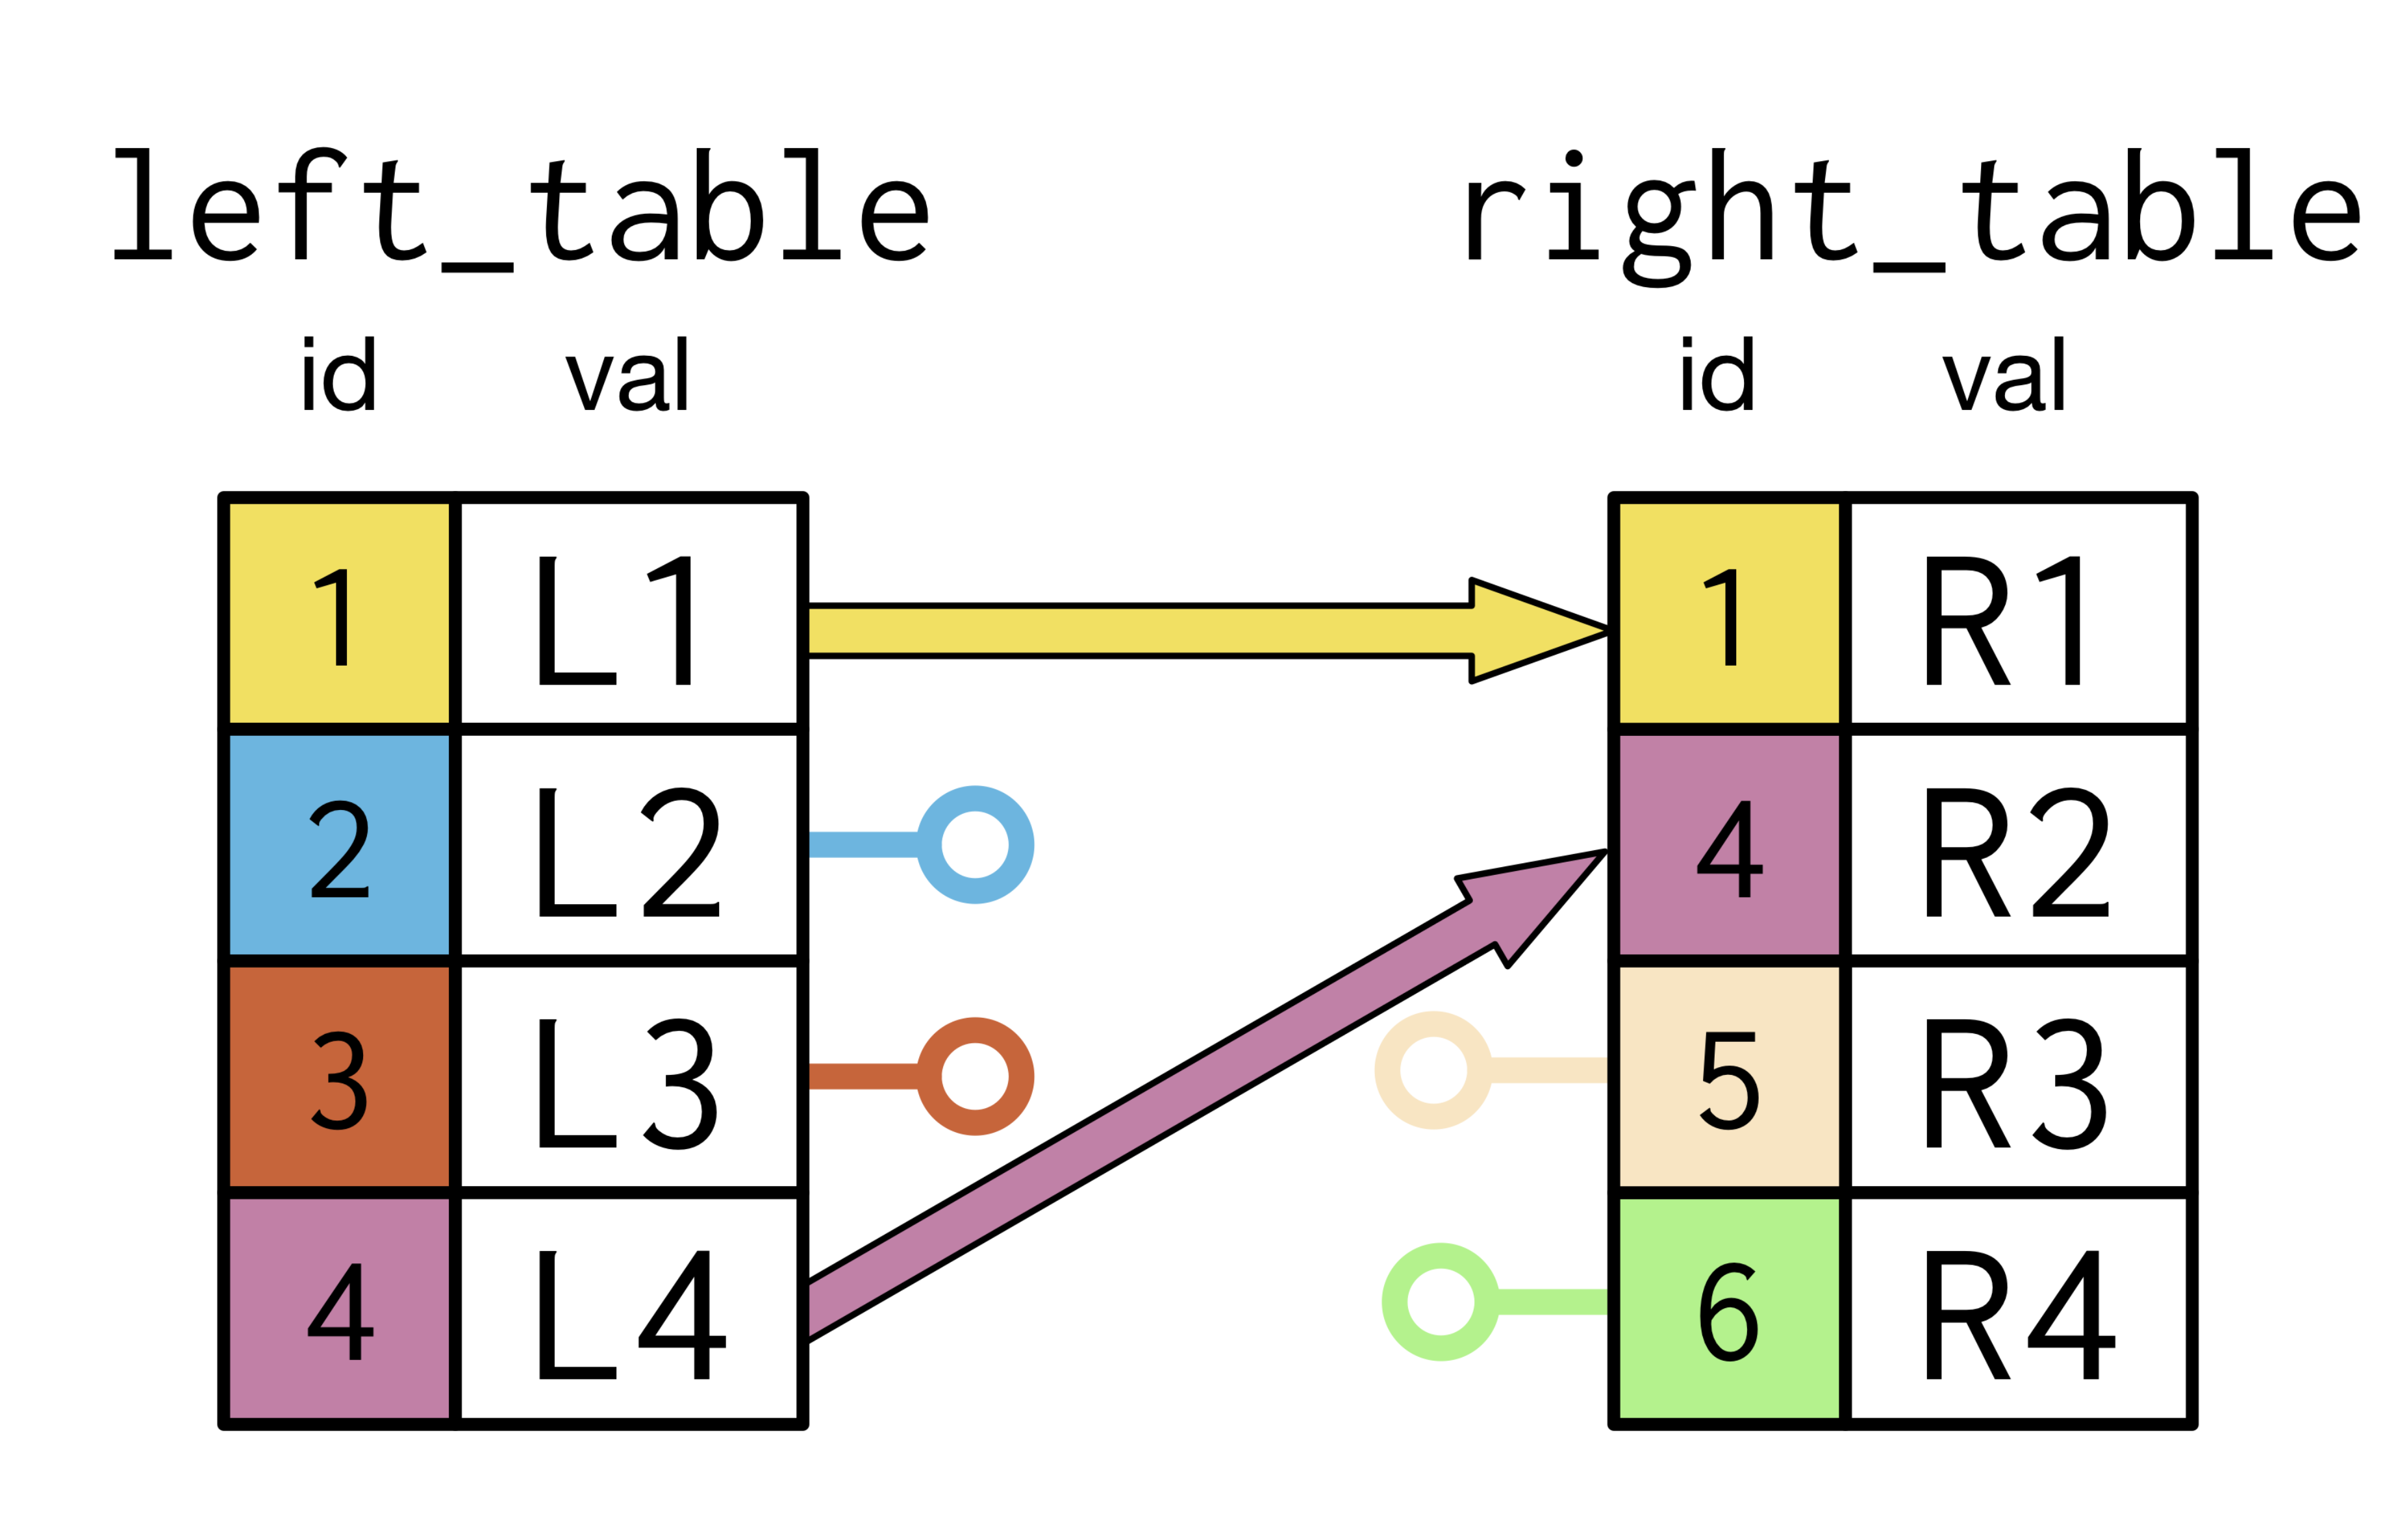 left_table right_table
id val id val
1 L1 1 R1
2 L2 4 R2
3 L3 5 R3
4 L4 6 R4